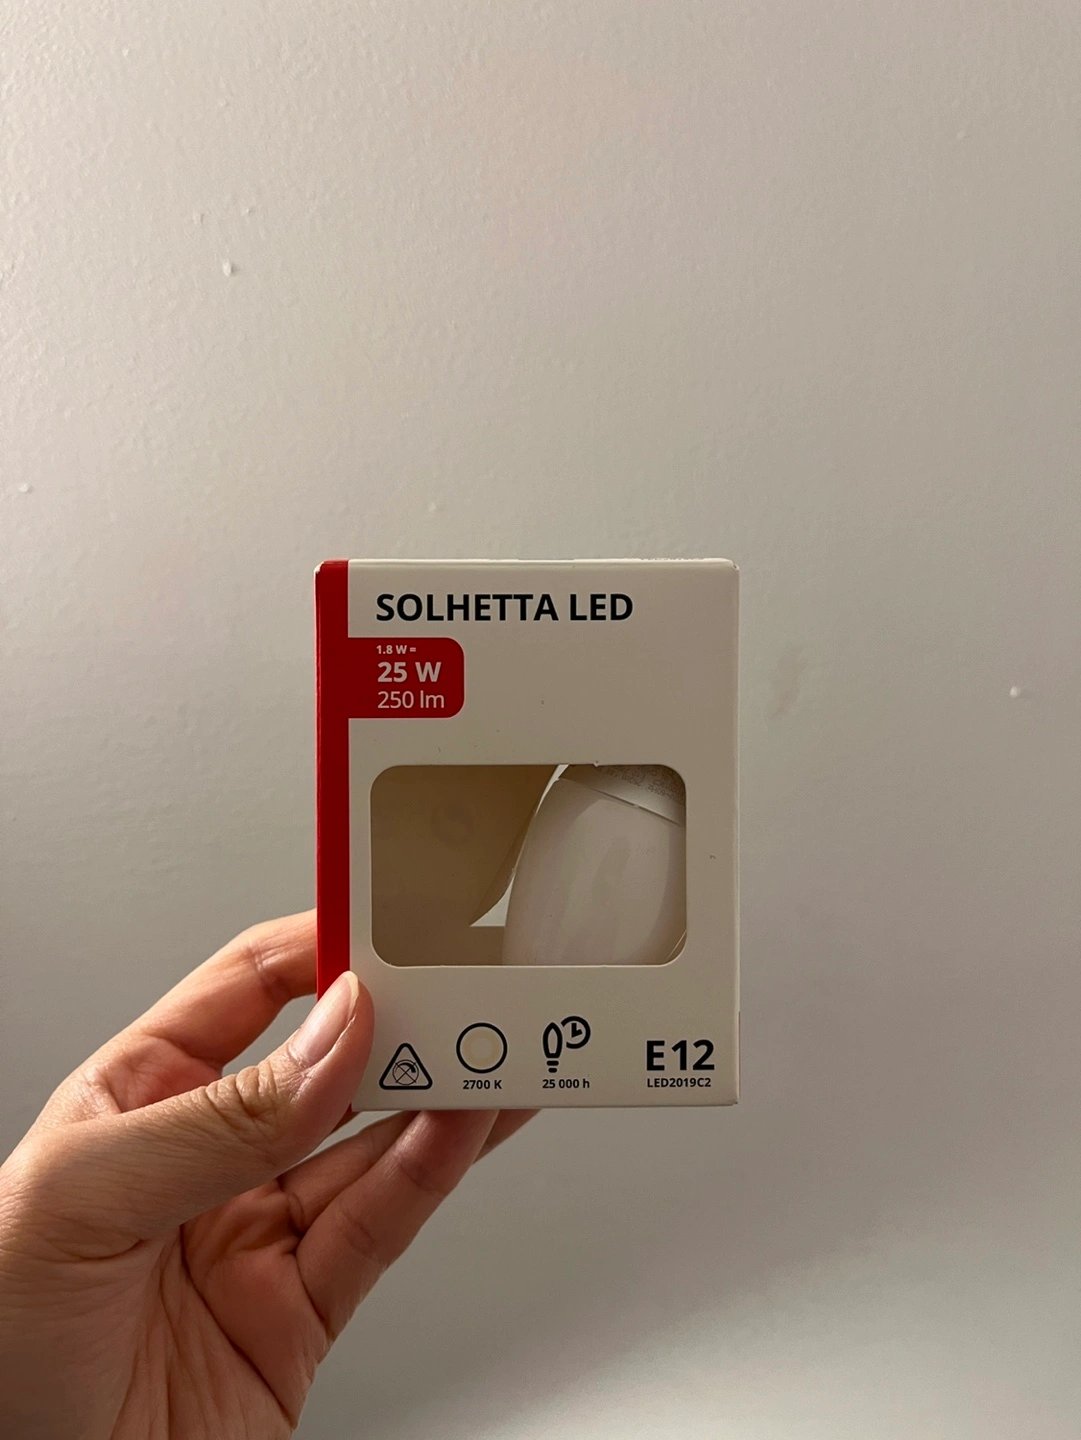 SOLHETTA LED
1.8 W =
25 W
250 lm
2700 K
25 000 h
E12
LED2019C2